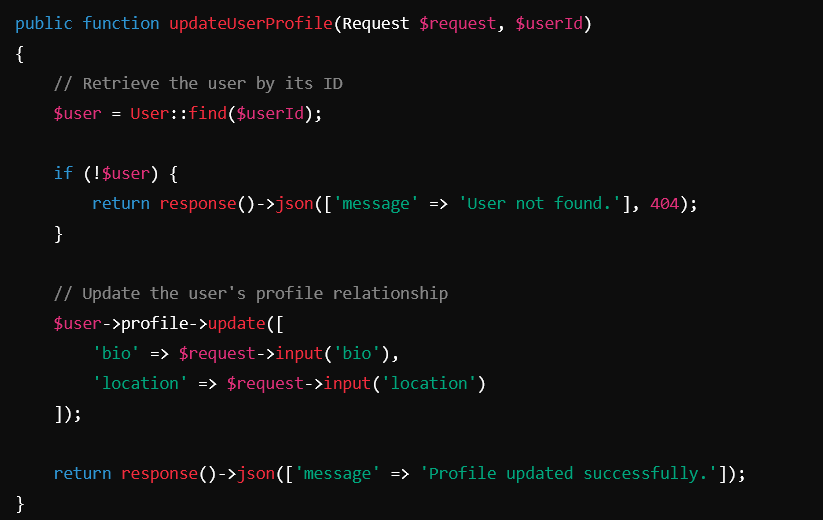 public function updateUserProfile(Request $request, $userId)
{
    // Retrieve the user by its ID
    $user = User::find($userId);

    if (!$user) {
        return response()->json(['message' => 'User not found.'], 404);
    }

    // Update the user's profile relationship
    $user->profile->update([
        'bio' => $request->input('bio'),
        'location' => $request->input('location')
    ]);

    return response()->json(['message' => 'Profile updated successfully.']);
}